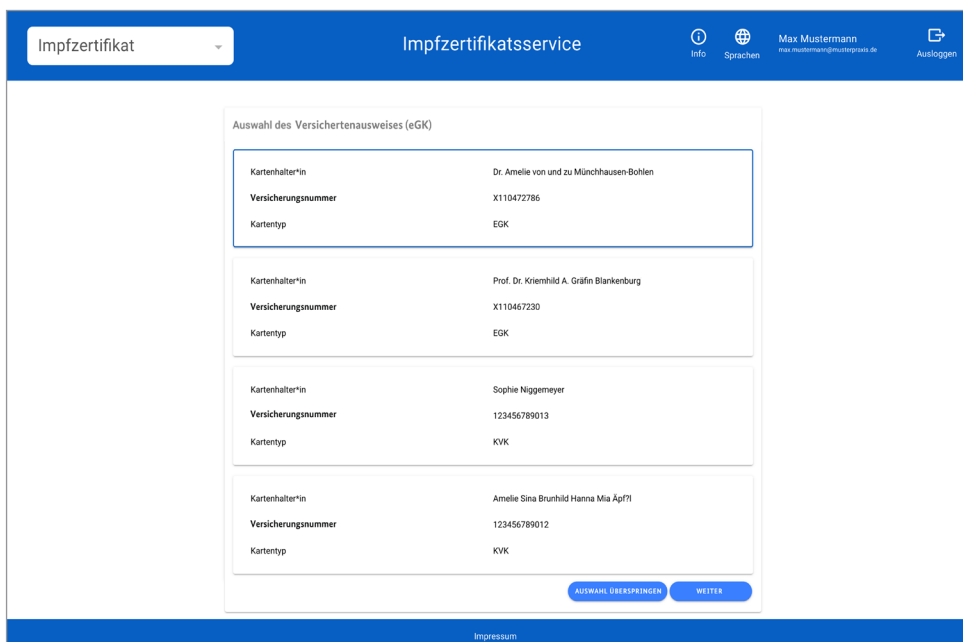 Impfzertifikat
Impfzertifikatsservice
Info
Sprachen
Max Mustermann
max.mustermann@musterpraxis.de
Ausloggen
Auswahl des Versichertenausweises (eGK)
Kartenhalter*in Dr. Amelie von und zu Münchhausen-Bohlen
Versicherungsnummer X110472786
Kartentyp EGK
Kartenhalter*in Prof. Dr. Kriemhild A. Gräfin Blankenburg
Versicherungsnummer X110467230
Kartentyp EGK
Kartenhalter*in Sophie Niggemeyer
Versicherungsnummer 123456789013
Kartentyp KVK
Kartenhalter*in Amelie Sina Brunhild Hanna Mia Äpf?l
Versicherungsnummer 123456789012
Kartentyp KVK
AUSWAHL ÜBERSPRINGEN WEITER
Impressum